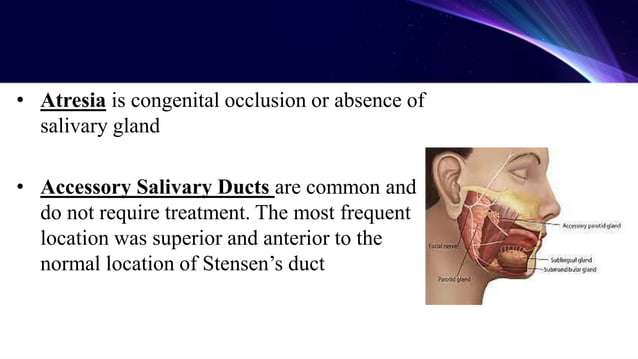 • Atresia is congenital occlusion or absence of
salivary gland
• Accessory Salivary Ducts are common and
do not require treatment. The most frequent
location was superior and anterior to the
normal location of Stensen’s duct
Accessory parotid gland
Facial nerve
Sublingual gland
Submandibular gland
Parotid gland